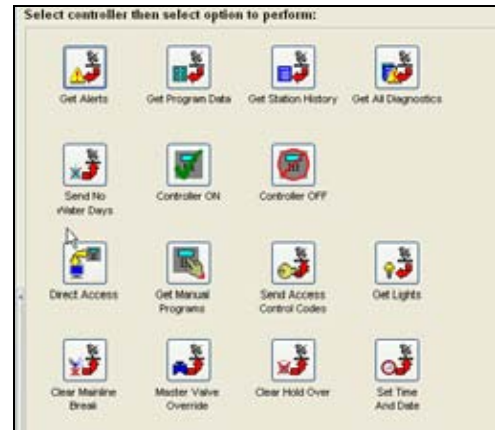 Select controller then select option to perform:
Get Alerts
Get Program Data
Get Station History
Get All Diagnostics
Send No
Water Days
Controller ON
Controller OFF
Direct Access
Get Manual
Programs
Send Access
Control Codes
Get Lights
Clear Mainline
Break
Master Valve
Override
Clear Hold Over
Set Time
And Date